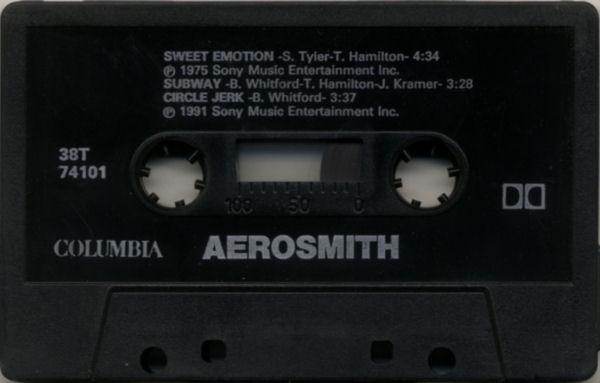 SWEET EMOTION -S. Tyler-T. Hamilton- 4:34
℗ 1975 Sony Music Entertainment Inc.
SUBWAY -B. Whitford-T. Hamilton-J. Kramer- 3:28
CIRCLE JERK -B. Whitford- 3:37
℗ 1991 Sony Music Entertainment Inc.
38T
74101
100 50 0
COLUMBIA AEROSMITH